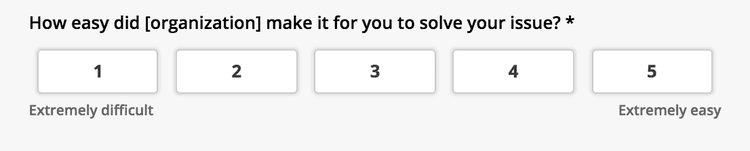 How easy did [organization] make it for you to solve your issue? *
1 2 3 4 5
Extremely difficult Extremely easy